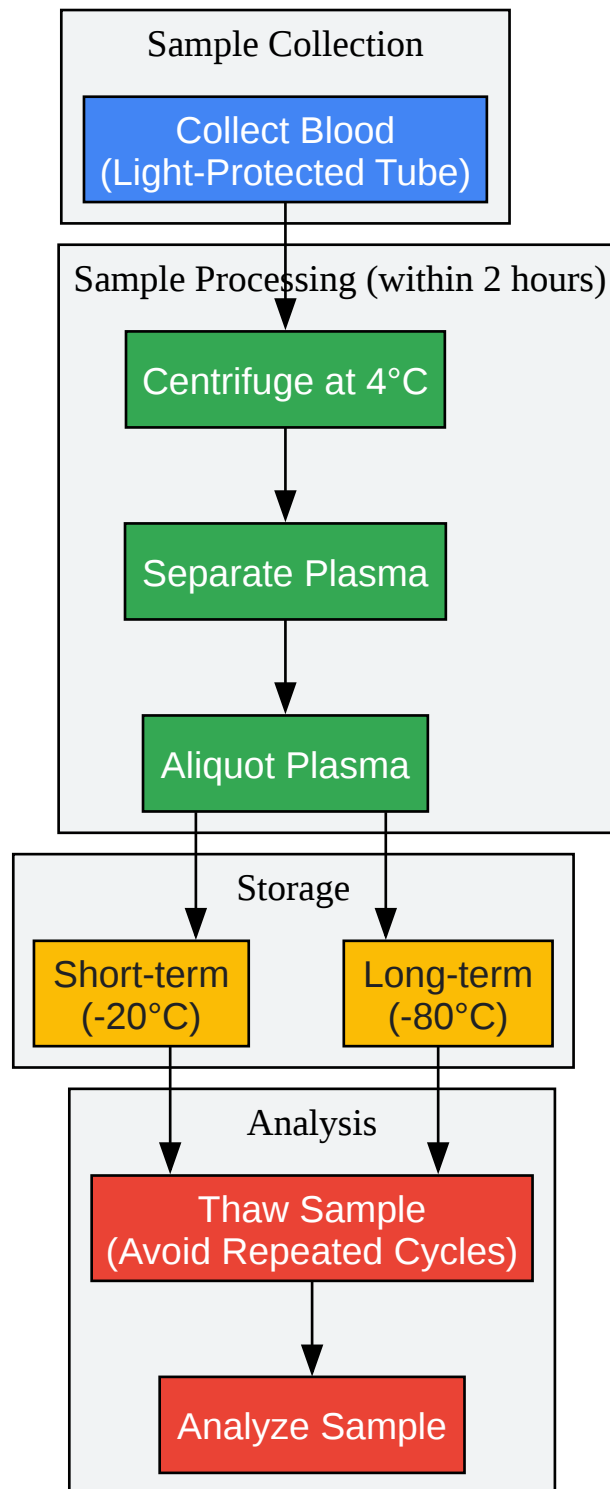 Sample Collection
Collect Blood
(Light-Protected Tube)
Sample Processing (within 2 hours)
Centrifuge at 4°C
Separate Plasma
Aliquot Plasma
Storage
Short-term
(-20°C)
Long-term
(-80°C)
Analysis
Thaw Sample
(Avoid Repeated Cycles)
Analyze Sample